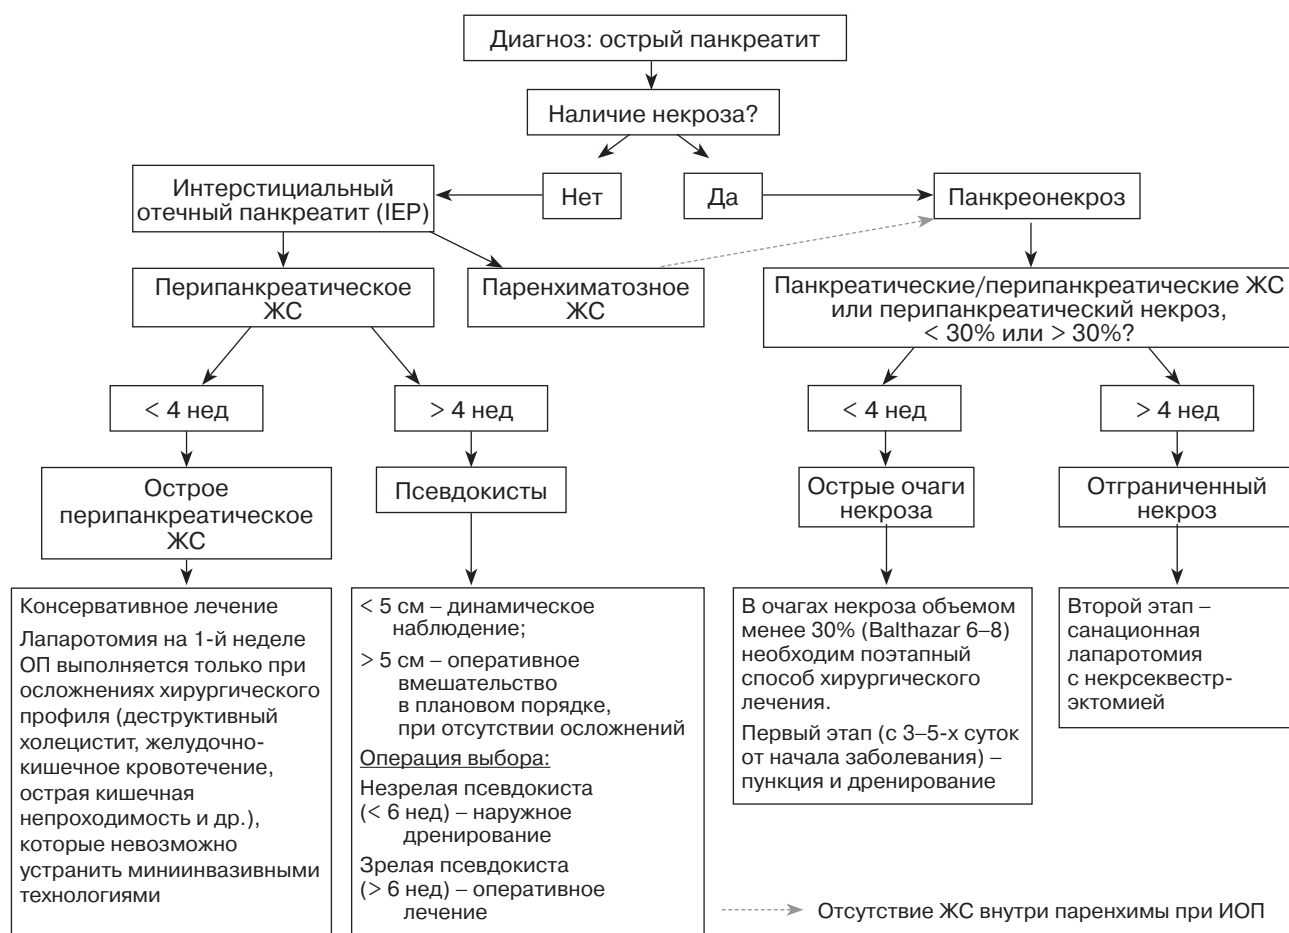 Диагноз: острый панкреатит
Наличие некроза?
Интерстициальный
отечный панкреатит (IEP)
Нет
Да
Панкреонекроз
Перипанкреатическое
ЖС
Паренхиматозное
ЖС
Панкреатические/перипанкреатические ЖС
или перипанкреатический некроз,
< 30% или > 30%?
< 4 нед
> 4 нед
< 4 нед
> 4 нед
Острое
перипанкреатическое
ЖС
Псевдокисты
Острые очаги
некроза
Отграниченный
некроз
Консервативное лечение
Лапаротомия на 1-й неделе
ОП выполняется только при
осложнениях хирургического
профиля (деструктивный
холецистит, желудочно-
кишечное кровотечение,
острая кишечная
непроходимость и др.),
которые невозможно
устранить миниинвазивными
технологиями
< 5 см – динамическое
наблюдение;
> 5 см – оперативное
вмешательство
в плановом порядке,
при отсутствии осложнений
Операция выбора:
Незрелая псевдокиста
(< 6 нед) – наружное
дренирование
Зрелая псевдокиста
(> 6 нед) – оперативное
лечение
В очагах некроза объемом
менее 30% (Balthazar 6–8)
необходим поэтапный
способ хирургического
лечения.
Первый этап (с 3–5-х суток
от начала заболевания) –
пункция и дренирование
Второй этап –
санационная
лапаротомия
с некрсеквестр-
эктомией
Отсутствие ЖС внутри паренхимы при ИОП